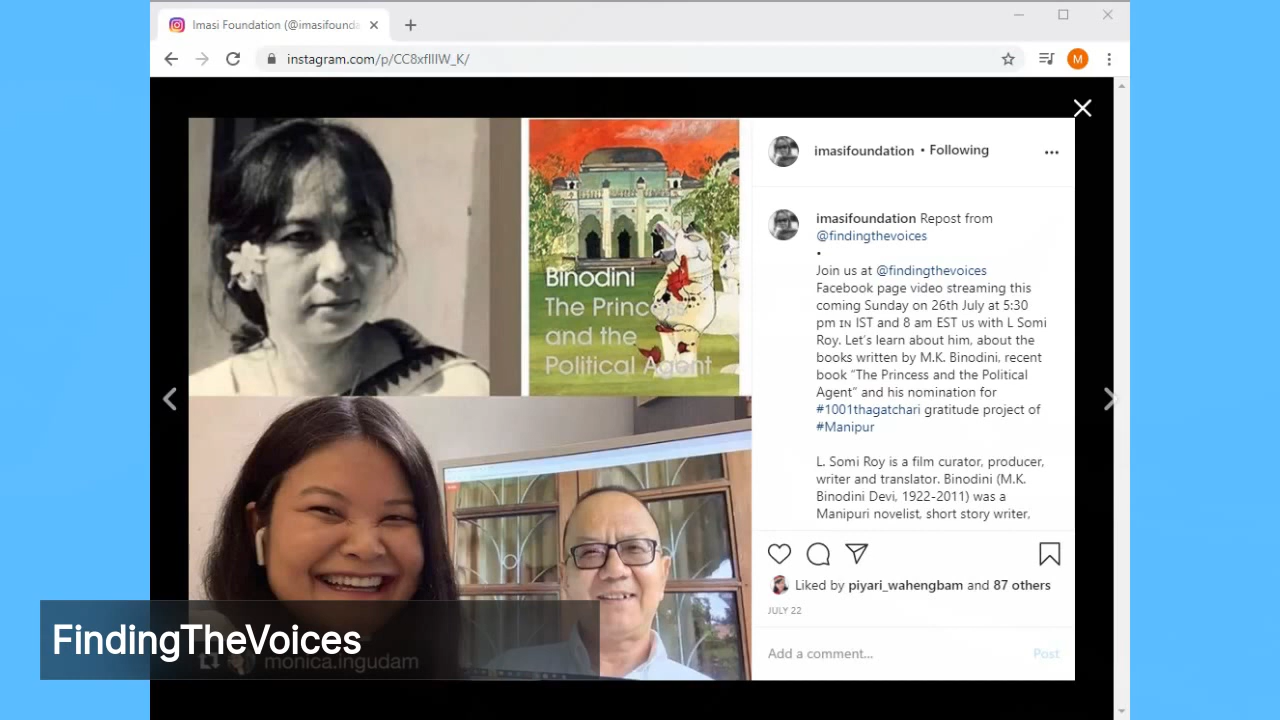 Imasi Foundation (@imasifounda
instagram.com/p/CC8xfIIIW_K/
M
Binodini
The Princess
and the
Political Agent
imasifoundation • Following
imasifoundation Repost from
@findingthevoices
•
Join us at @findingthevoices
Facebook page video streaming this
coming Sunday on 26th July at 5:30
pm ɪɴ IST and 8 am EST us with L Somi
Roy. Let's learn about him, about the
books written by M.K. Binodini, recent
book “The Princess and the Political
Agent” and his nomination for
#1001thagatchari gratitude project of
#Manipur
L. Somi Roy is a film curator, producer,
writer and translator. Binodini (M.K.
Binodini Devi, 1922-2011) was a
Manipuri novelist, short story writer,
Liked by piyari_wahengbam and 87 others
JULY 22
Add a comment... Post
FindingTheVoices
monica.ingudam